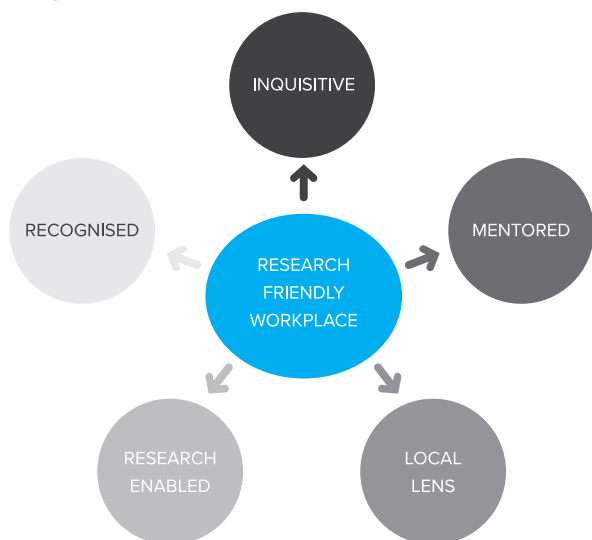 INQUISITIVE
RECOGNISED
MENTORED
RESEARCH
FRIENDLY
WORKPLACE
RESEARCH
ENABLED
LOCAL
LENS